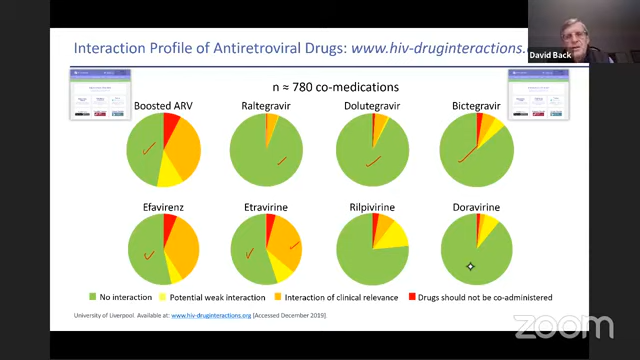 Interaction Profile of Antiretroviral Drugs: www.hiv-druginteractions.
David Back
n ≈ 780 co-medications
Boosted ARV
Raltegravir
Dolutegravir
Bictegravir
Efavirenz
Etravirine
Rilpivirine
Doravirine
No interaction
Potential weak interaction
Interaction of clinical relevance
Drugs should not be co-administered
University of Liverpool. Available at: www.hiv-druginteractions.org [Accessed December 2019]
zoom